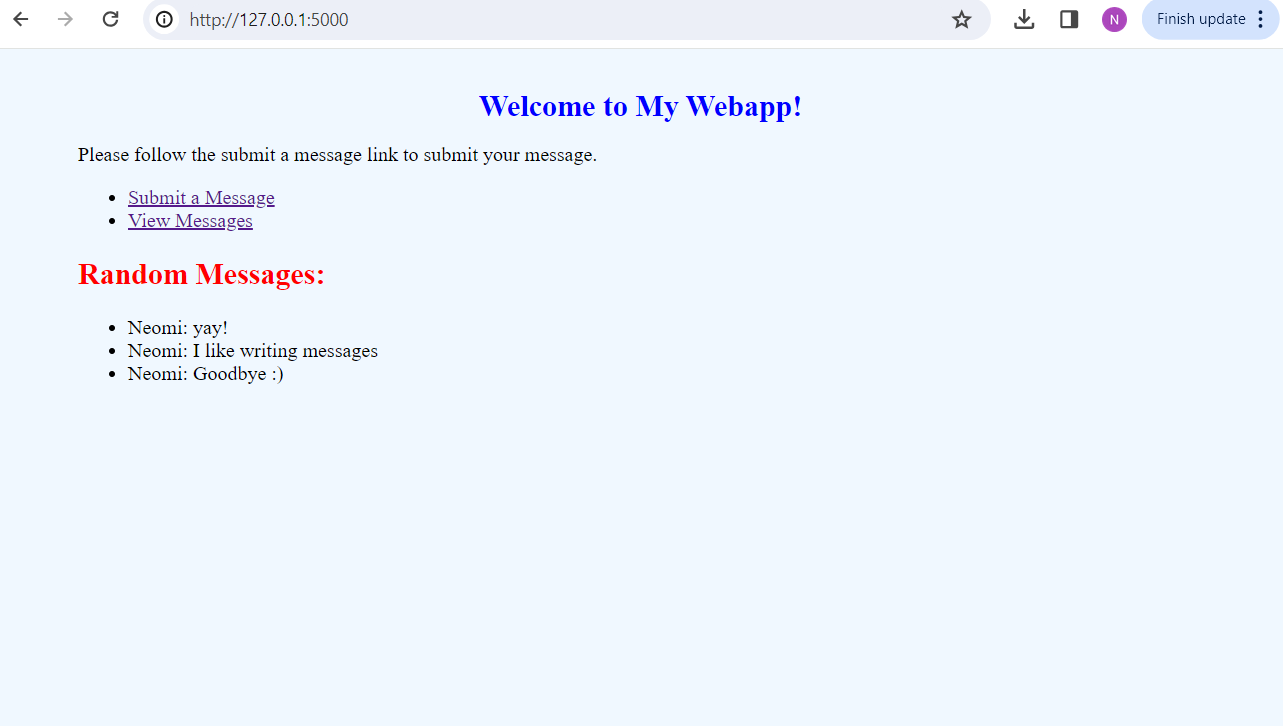 http://127.0.0.1:5000
N
Finish update
Welcome to My Webapp!
Please follow the submit a message link to submit your message.
Submit a Message
View Messages
Random Messages:
Neomi: yay!
Neomi: I like writing messages
Neomi: Goodbye :)